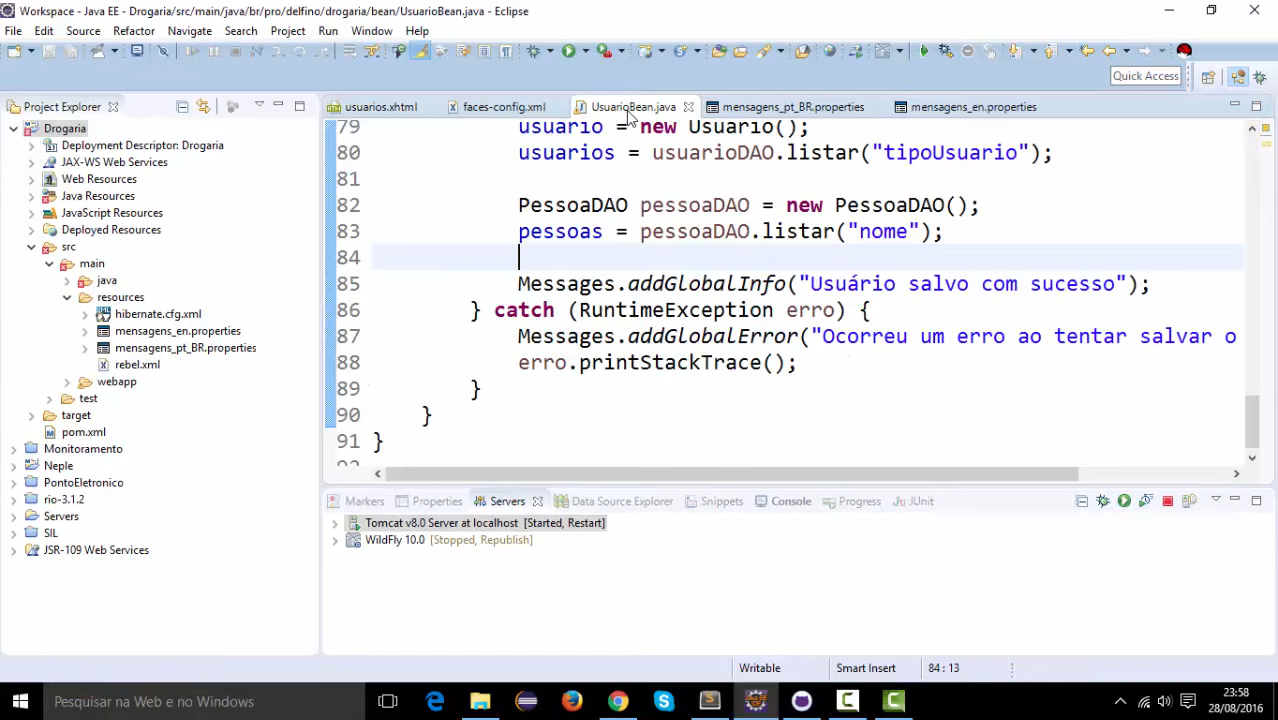 Workspace - Java EE - Drogaria/src/main/java/br/pro/delfino/drogaria/bean/UsuarioBean.java - Eclipse
File Edit Source Refactor Navigate Search Project Run Window Help
Quick Access
Project Explorer
Drogaria
Deployment Descriptor: Drogaria
JAX-WS Web Services
Web Resources
Java Resources
JavaScript Resources
Deployed Resources
src
main
java
resources
hibernate.cfg.xml
mensagens_en.properties
mensagens_pt_BR.properties
rebel.xml
webapp
test
target
pom.xml
Monitoramento
Neple
PontoEletronico
rio-3.1.2
Servers
SIL
JSR-109 Web Services
usuarios.xhtml faces-config.xml UsuarioBean.java mensagens_pt_BR.properties mensagens_en.properties
79 usuario = new Usuario();
80 usuarios = usuarioDAO.listar("tipoUsuario");
81
82 PessoaDAO pessoaDAO = new PessoaDAO();
83 pessoas = pessoaDAO.listar("nome");
84
85 Messages.addGlobalInfo("Usuário salvo com sucesso");
86 } catch (RuntimeException erro) {
87 Messages.addGlobalError("Ocorreu um erro ao tentar salvar o
88 erro.printStackTrace();
89 }
90 }
91 }
Markers Properties Servers Data Source Explorer Snippets Console Progress JUnit
Tomcat v8.0 Server at localhost [Started, Restart]
WildFly 10.0 [Stopped, Republish]
Writable Smart Insert 84 : 13
Pesquisar na Web e no Windows
23:58
28/08/2016